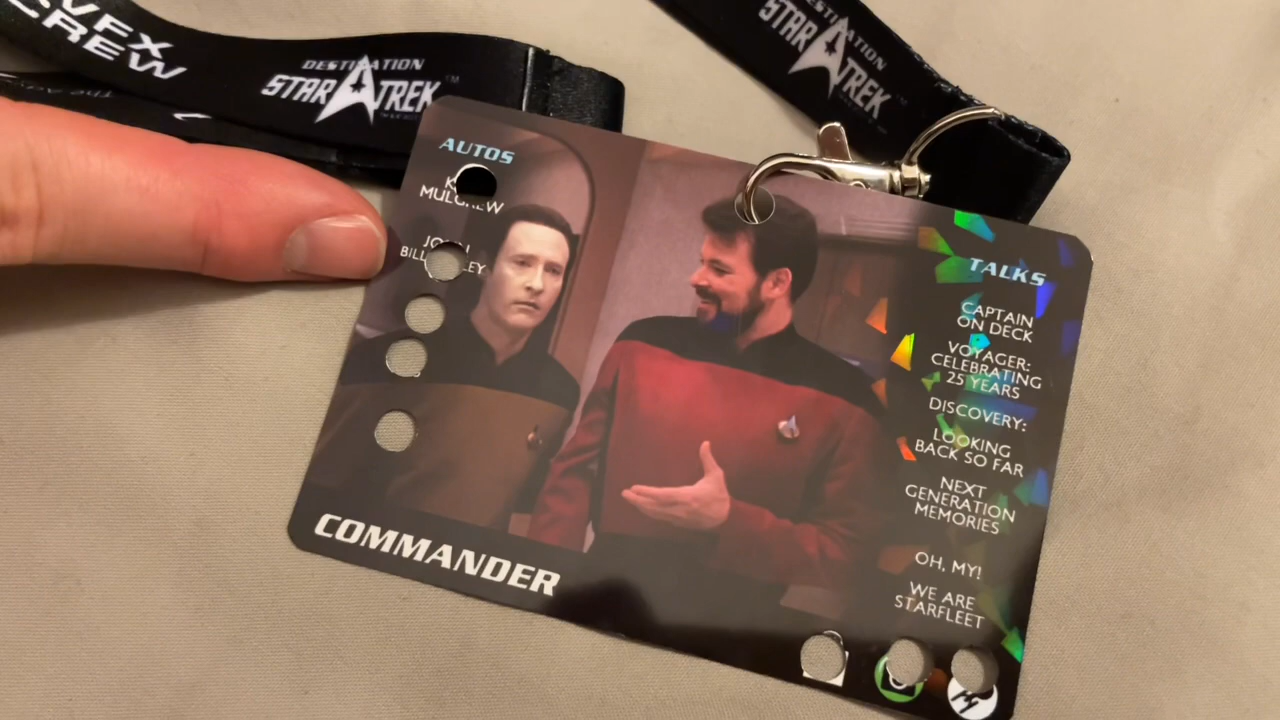 VFX
CREW
DESTINATION
STAR TREK
TM
DESTINATION
STAR TREK
AUTOS
MULGREW
TALKS
CAPTAIN
ON DECK
VOYAGER:
CELEBRATING
25 YEARS
DISCOVERY:
LOOKING
BACK SO FAR
NEXT
GENERATION
MEMORIES
OH, MY!
WE ARE
STARFLEET
COMMANDER